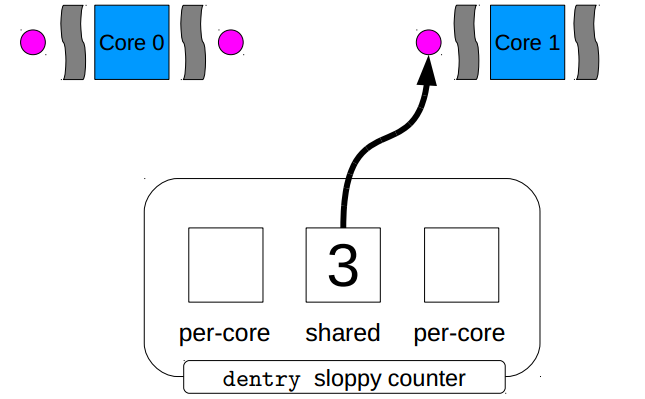 Core 0
Core 1
3
per-core shared per-core
dentry sloppy counter